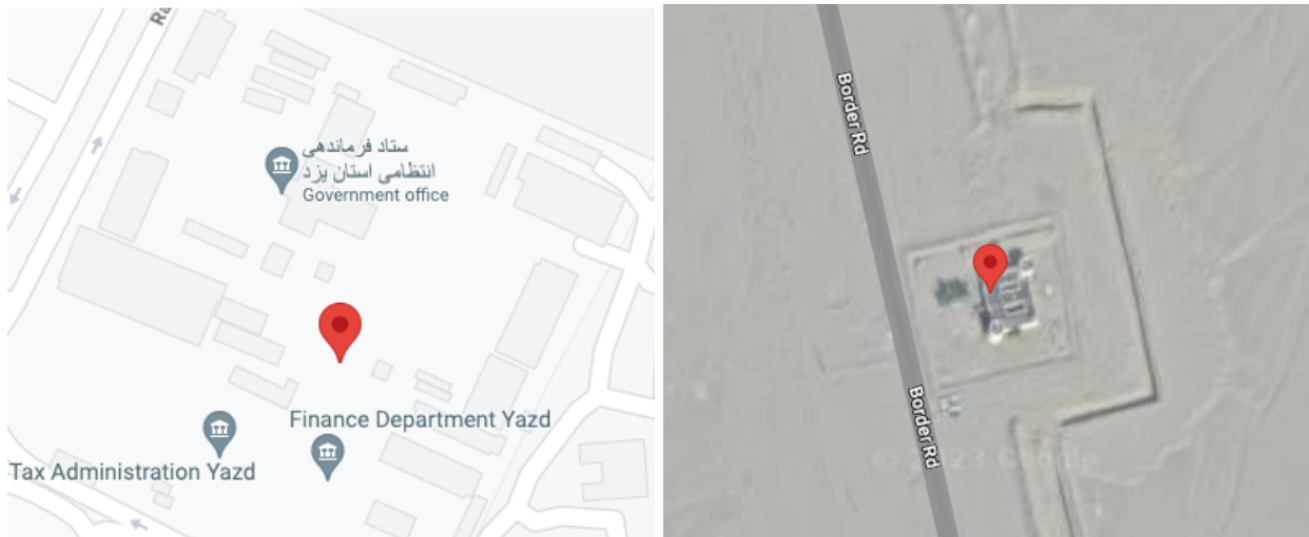 Ra
ستاد فرماندهی
انتظامی استان یزد
Government office
Finance Department Yazd
Tax Administration Yazd
Border Rd
Border Rd